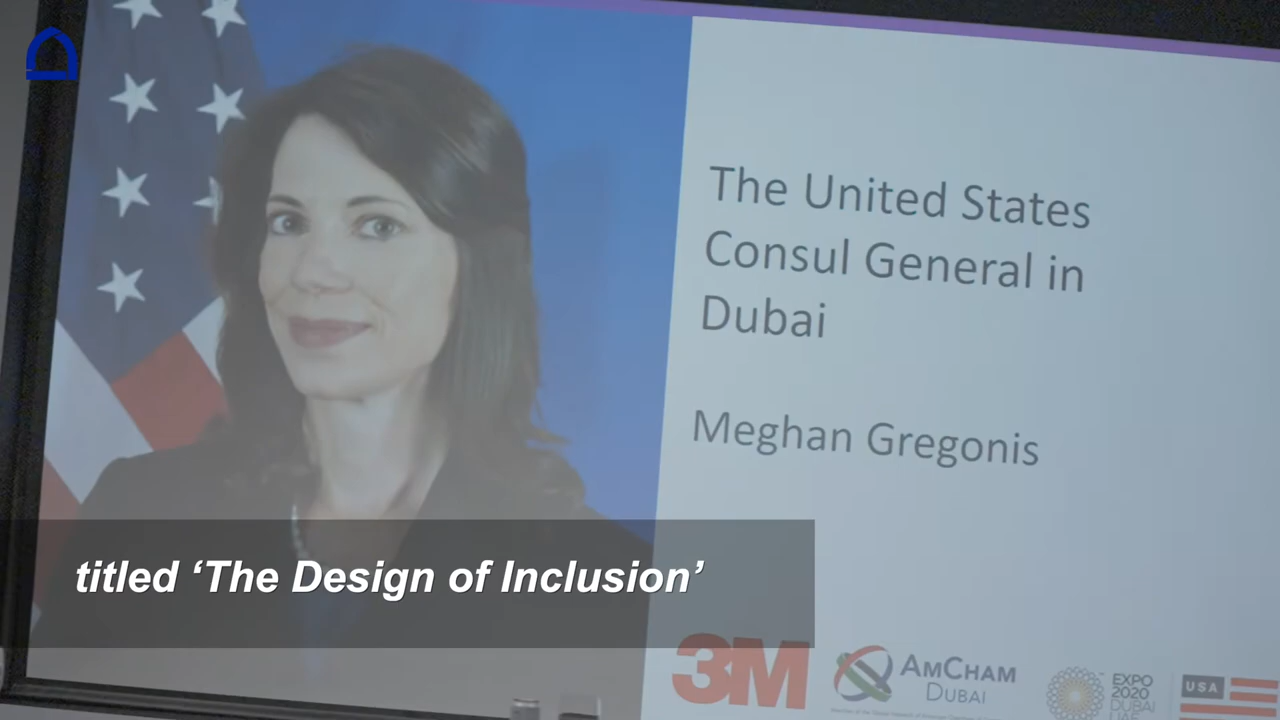 The United States
Consul General in
Dubai
Meghan Gregonis
titled ‘The Design of Inclusion’
3M
AMCHAM
DUBAI
EXPO
2020
DUBAI
USA